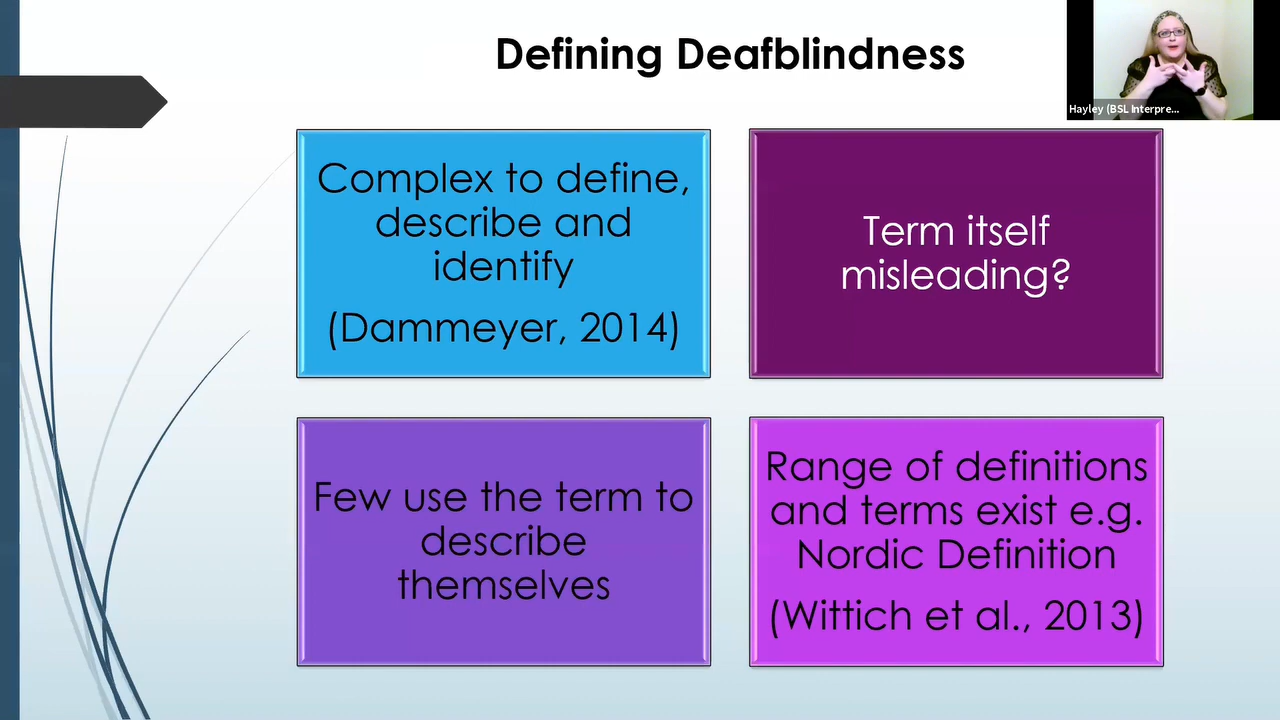 Defining Deafblindness
Hayley (BSL Interpre...
Complex to define,
describe and
identify
(Dammeyer, 2014)
Term itself
misleading?
Few use the term to
describe
themselves
Range of definitions
and terms exist e.g.
Nordic Definition
(Wittich et al., 2013)